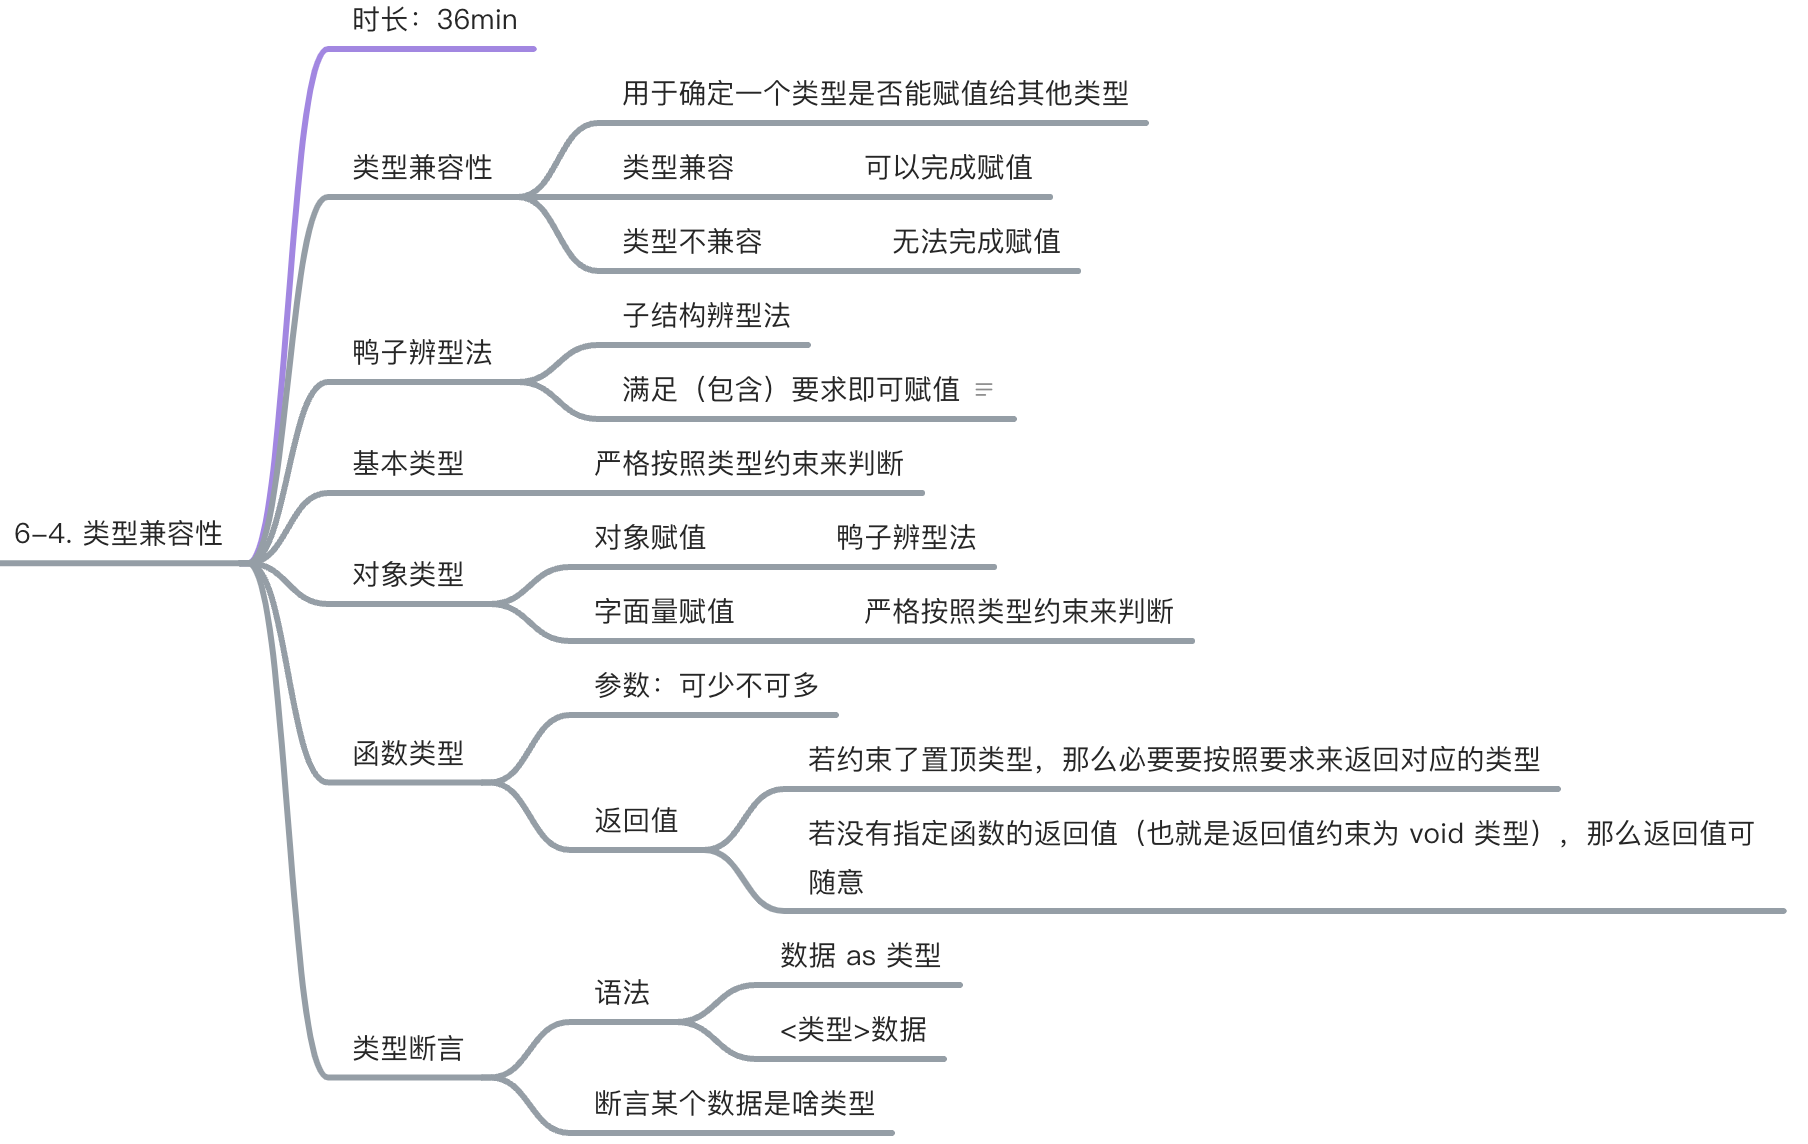 时长：36min
用于确定一个类型是否能赋值给其他类型
类型兼容性
类型兼容 可以完成赋值
类型不兼容 无法完成赋值
子结构辨型法
鸭子辨型法
满足（包含）要求即可赋值
基本类型 严格按照类型约束来判断
6-4. 类型兼容性
对象赋值 鸭子辨型法
对象类型
字面量赋值 严格按照类型约束来判断
参数：可少不可多
函数类型
若约束了置顶类型，那么必要要按照要求来返回对应的类型
返回值
若没有指定函数的返回值（也就是返回值约束为 void 类型），那么返回值可
随意
数据 as 类型
语法
<类型>数据
类型断言
断言某个数据是啥类型